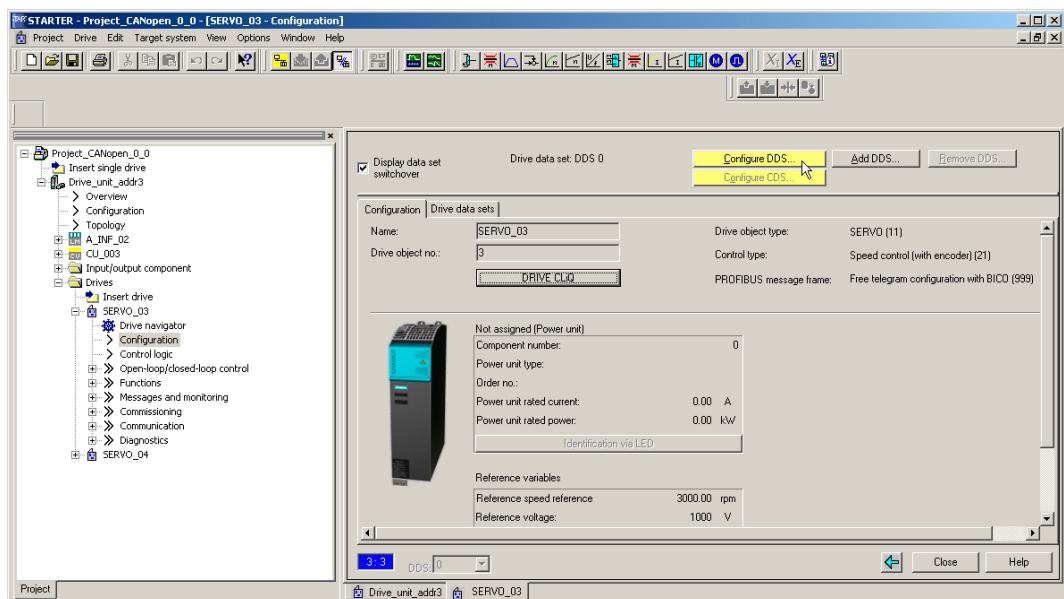 STARTER - Project_CANopen_0_0 - [SERVO_03 - Configuration]
Project Drive Edit Target system View Options Window Help
Project_CANopen_0_0
Insert single drive
Drive_unit_addr3
Overview
Configuration
Topology
A_INF_02
CU_003
Input/output component
Drives
Insert drive
SERVO_03
Drive navigator
Configuration
Control logic
Open-loop/closed-loop control
Functions
Messages and monitoring
Commissioning
Communication
Diagnostics
SERVO_04
Project
Display data set switchover
Drive data set: DDS 0
Configure DDS... Add DDS... Remove DDS...
Configure CDS...
Configuration Drive data sets
Name: SERVO_03 Drive object type: SERVO (11)
Drive object no.: 3 Control type: Speed control (with encoder) (21)
DRIVE CLiQ PROFIBUS message frame: Free telegram configuration with BICO (999)
Not assigned (Power unit)
Component number: 0
Power unit type:
Order no.:
Power unit rated current: 0.00 A
Power unit rated power: 0.00 kW
Identification via LED
Reference variables
Reference speed reference 3000.00 rpm
Reference voltage: 1000 V
3:3 DDS: 0 Close Help
Drive_unit_addr3 SERVO_03